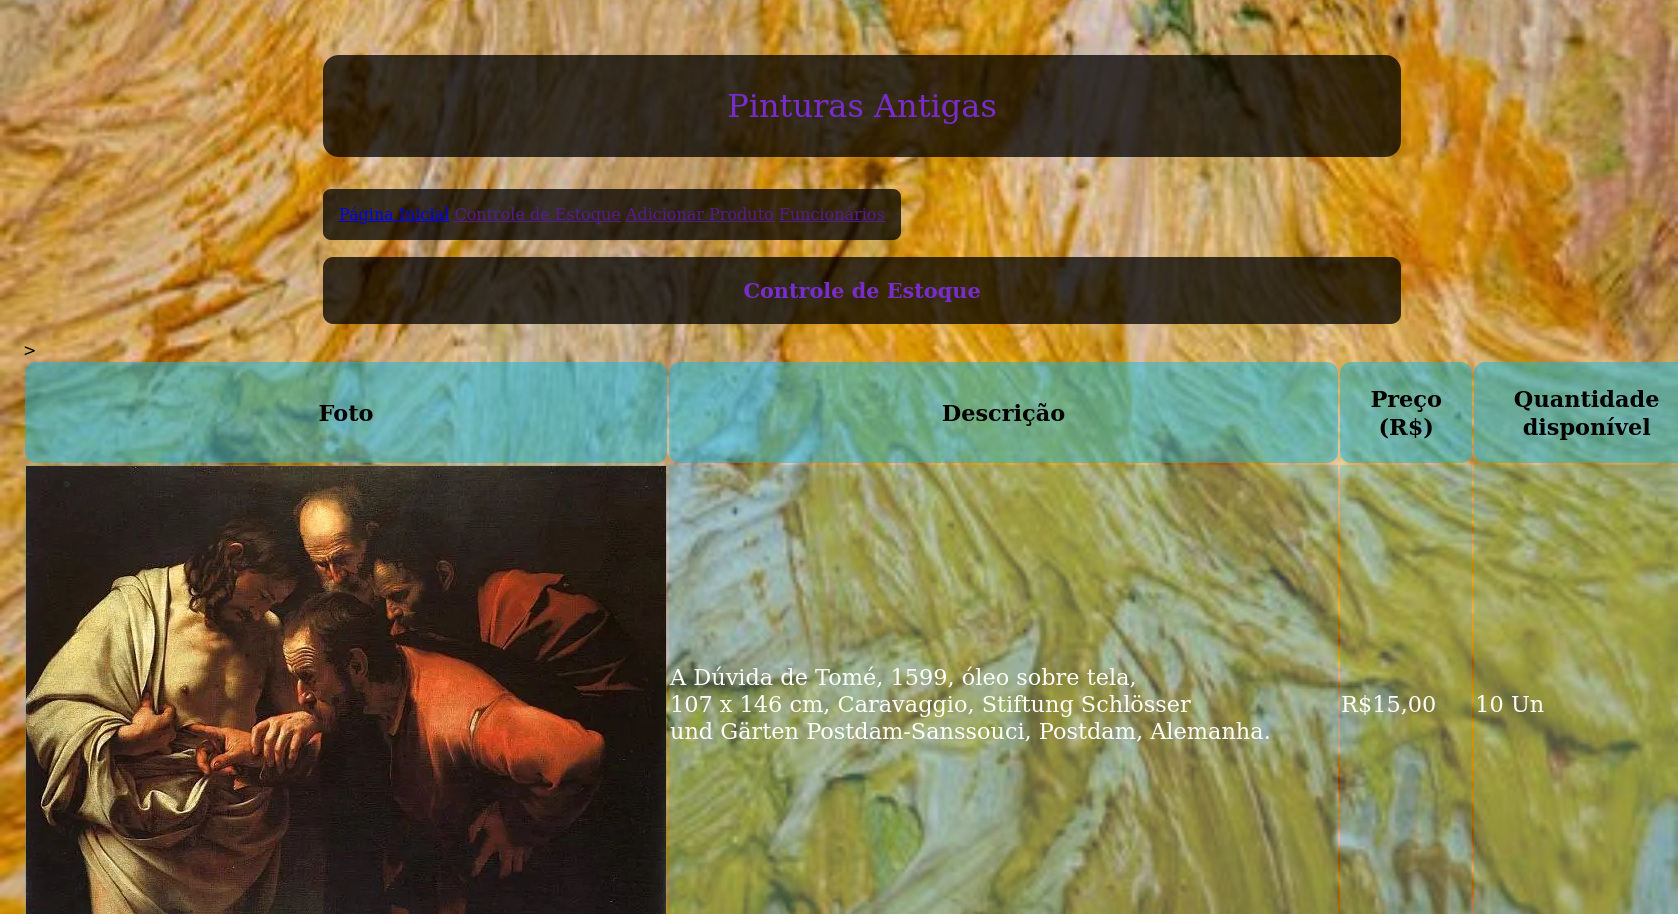 Pinturas Antigas
Página Inicial Controle de Estoque Adicionar Produto Funcionários
Controle de Estoque
>
Foto
Descrição
Preço
(R$)
Quantidade
disponível
A Dúvida de Tomé, 1599, óleo sobre tela,
107 x 146 cm, Caravaggio, Stiftung Schlösser
und Gärten Postdam-Sanssouci, Postdam, Alemanha.
R$15,00
10 Un